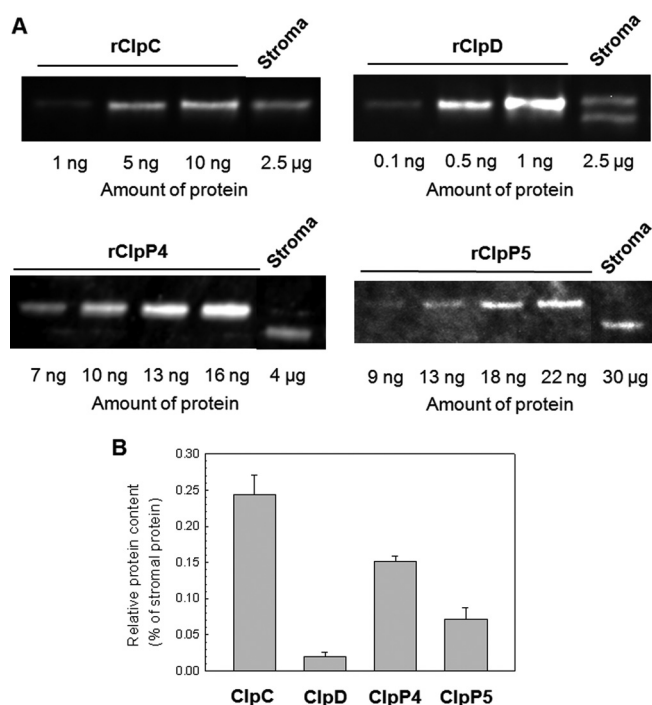 A
rClpC
Stroma
1 ng 5 ng 10 ng 2.5 µg
Amount of protein
rClpD
Stroma
0.1 ng 0.5 ng 1 ng 2.5 µg
Amount of protein
rClpP4
Stroma
7 ng 10 ng 13 ng 16 ng 4 µg
Amount of protein
rClpP5
Stroma
9 ng 13 ng 18 ng 22 ng 30 µg
Amount of protein
B
Relative protein content
(% of stromal protein)
0.30
0.25
0.20
0.15
0.10
0.05
0.00
ClpC ClpD ClpP4 ClpP5